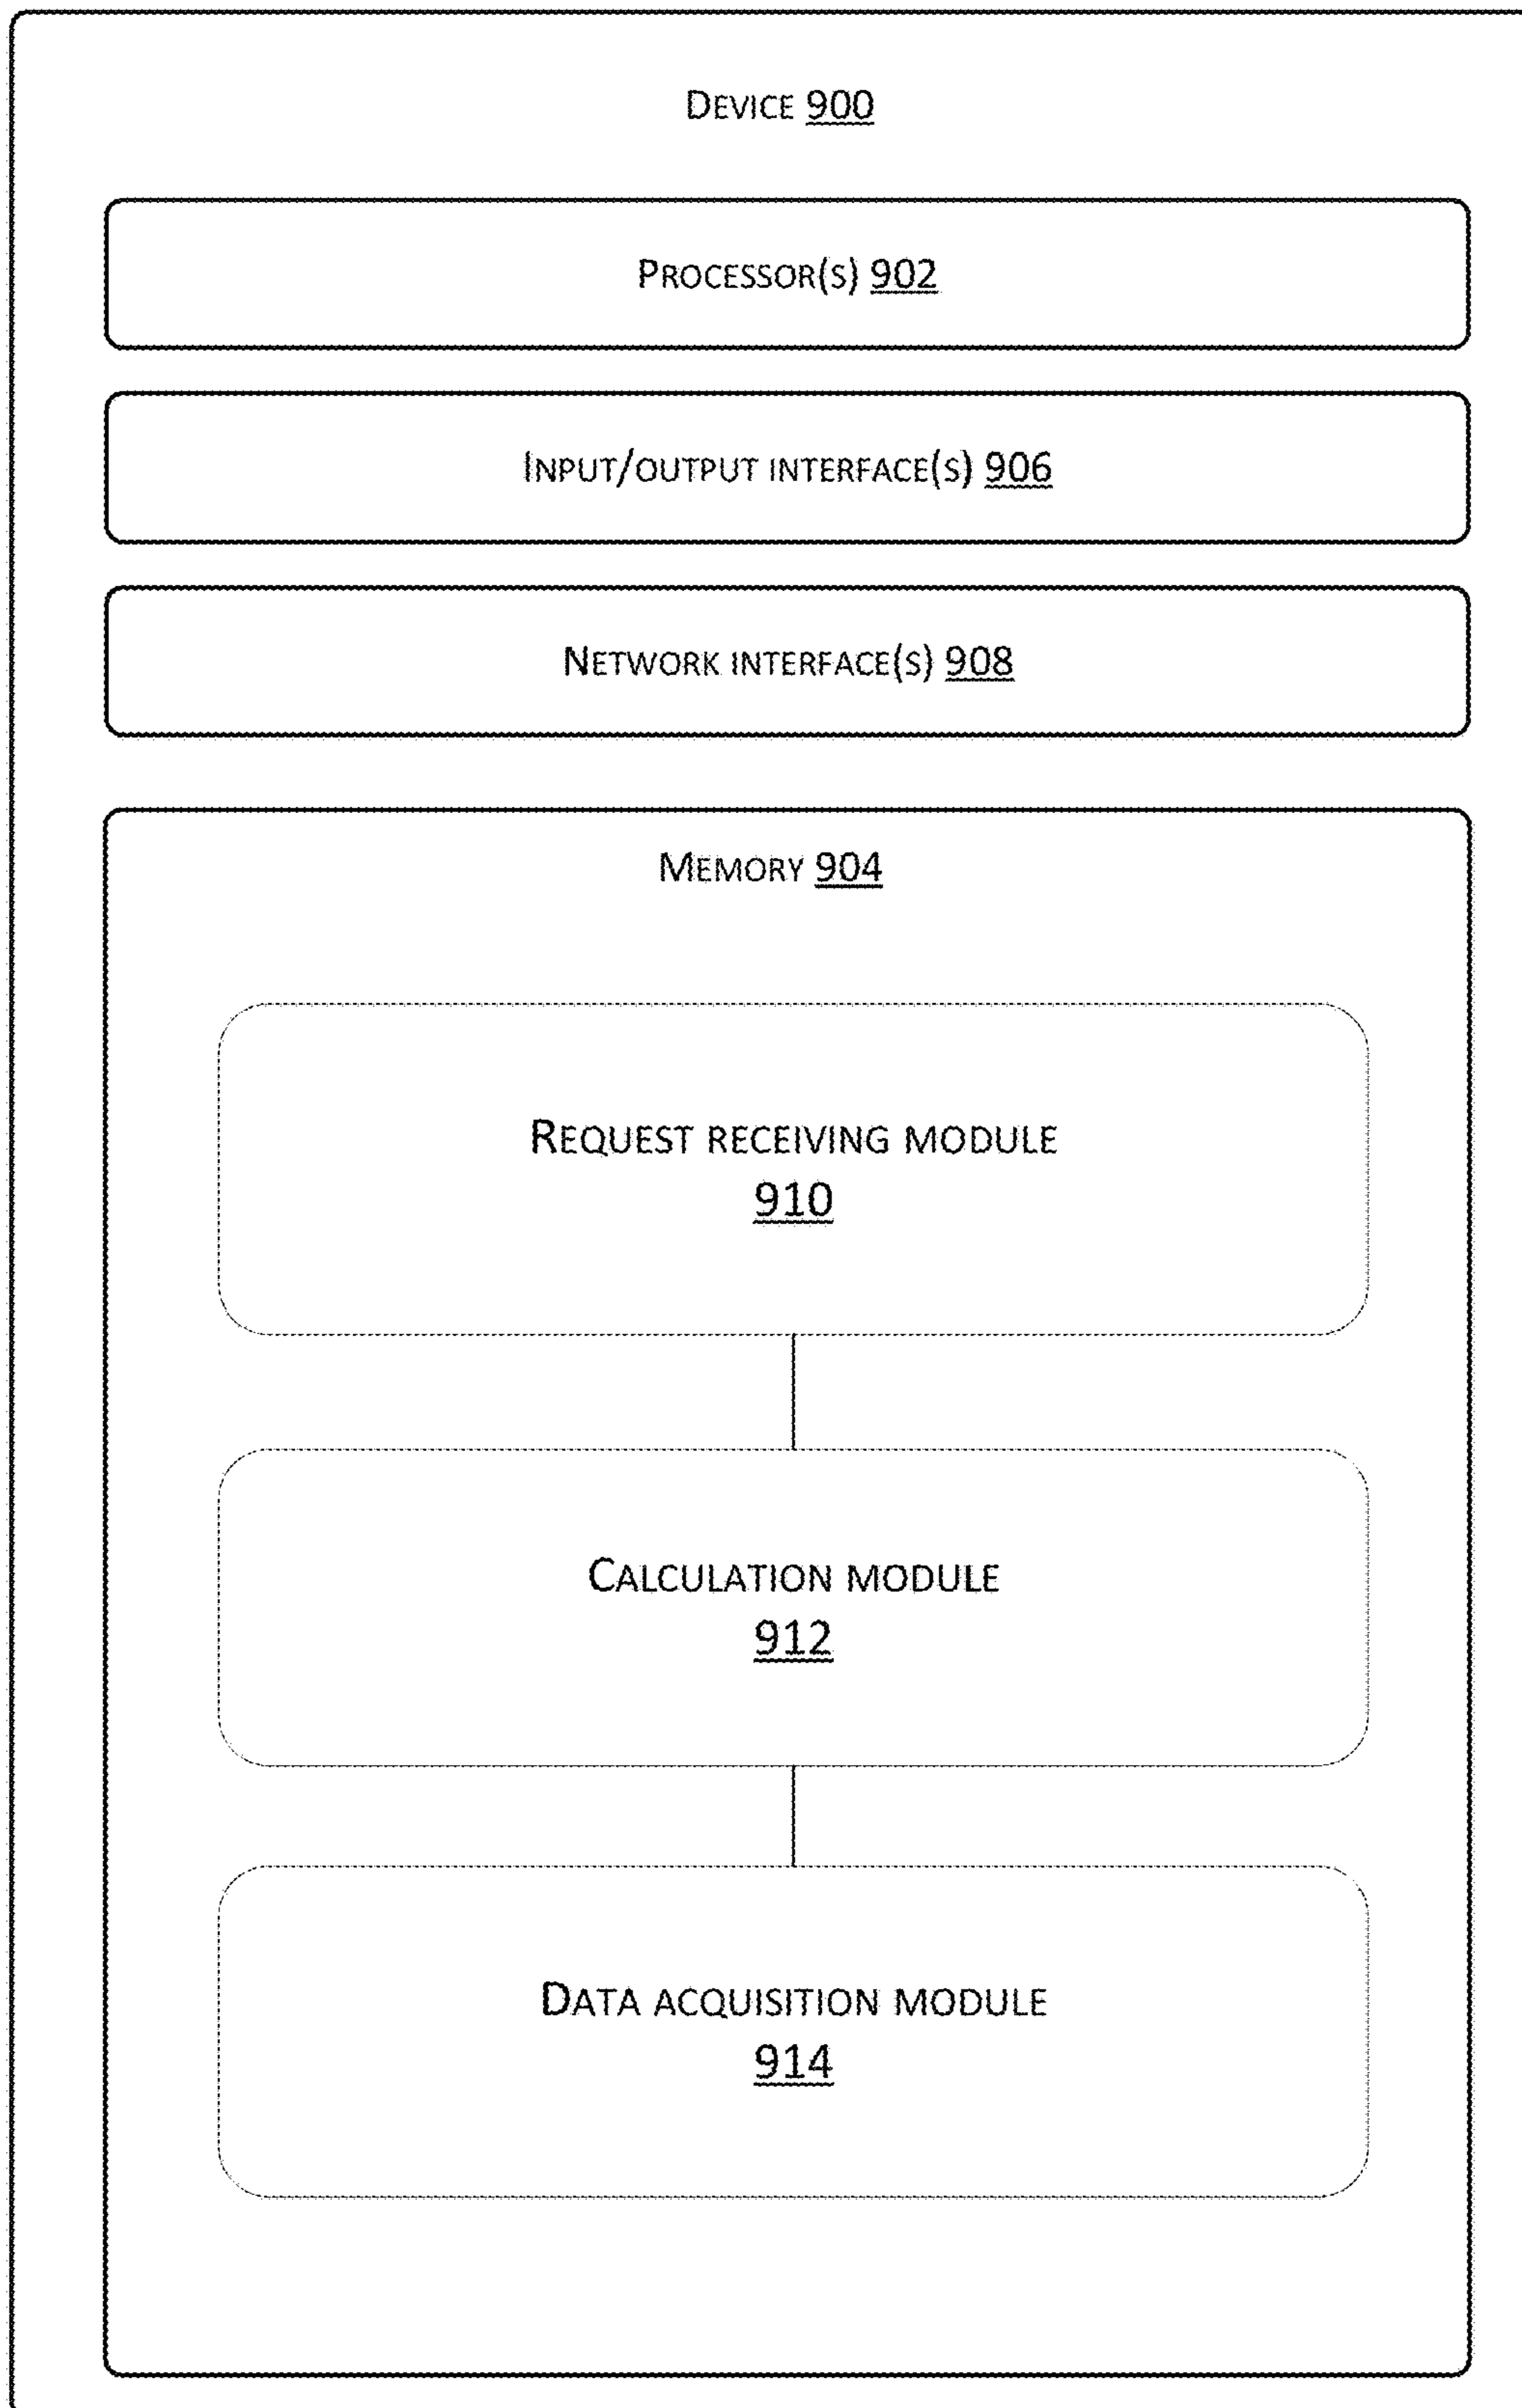 Device 900
Processor(s) 902
Input/output interface(s) 906
Network interface(s) 908
Memory 904
Request receiving module
910
Calculation module
912
Data acquisition module
914